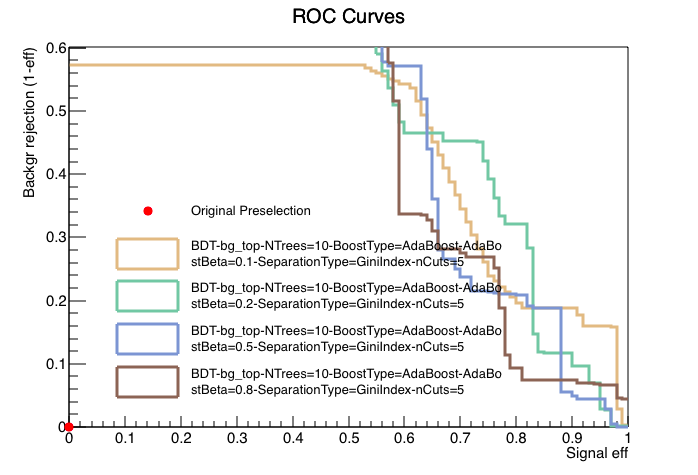 ROC Curves
Backgr rejection (1-eff)
0.6
0.5
0.4
0.3
0.2
0.1
0
Original Preselection
BDT-bg_top-NTrees=10-BoostType=AdaBoost-AdaBo
stBeta=0.1-SeparationType=GiniIndex-nCuts=5
BDT-bg_top-NTrees=10-BoostType=AdaBoost-AdaBo
stBeta=0.2-SeparationType=GiniIndex-nCuts=5
BDT-bg_top-NTrees=10-BoostType=AdaBoost-AdaBo
stBeta=0.5-SeparationType=GiniIndex-nCuts=5
BDT-bg_top-NTrees=10-BoostType=AdaBoost-AdaBo
stBeta=0.8-SeparationType=GiniIndex-nCuts=5
0 0.1 0.2 0.3 0.4 0.5 0.6 0.7 0.8 0.9 1
Signal eff